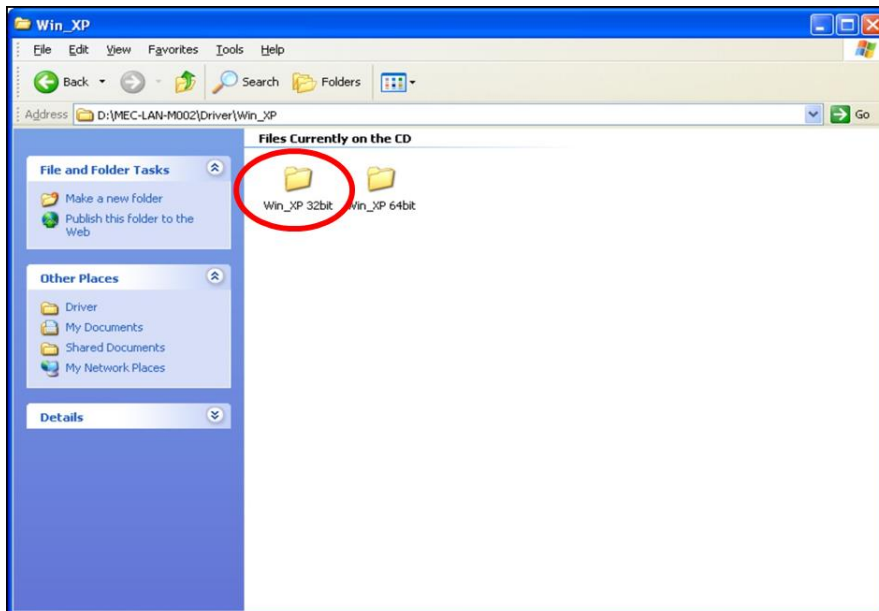 Win_XP
File Edit View Favorites Tools Help
Back Search Folders
Address D:\MEC-LAN-M002\Driver\Win_XP Go
Files Currently on the CD
File and Folder Tasks
Make a new folder
Publish this folder to the
Web
Win_XP 32bit Win_XP 64bit
Other Places
Driver
My Documents
Shared Documents
My Network Places
Details